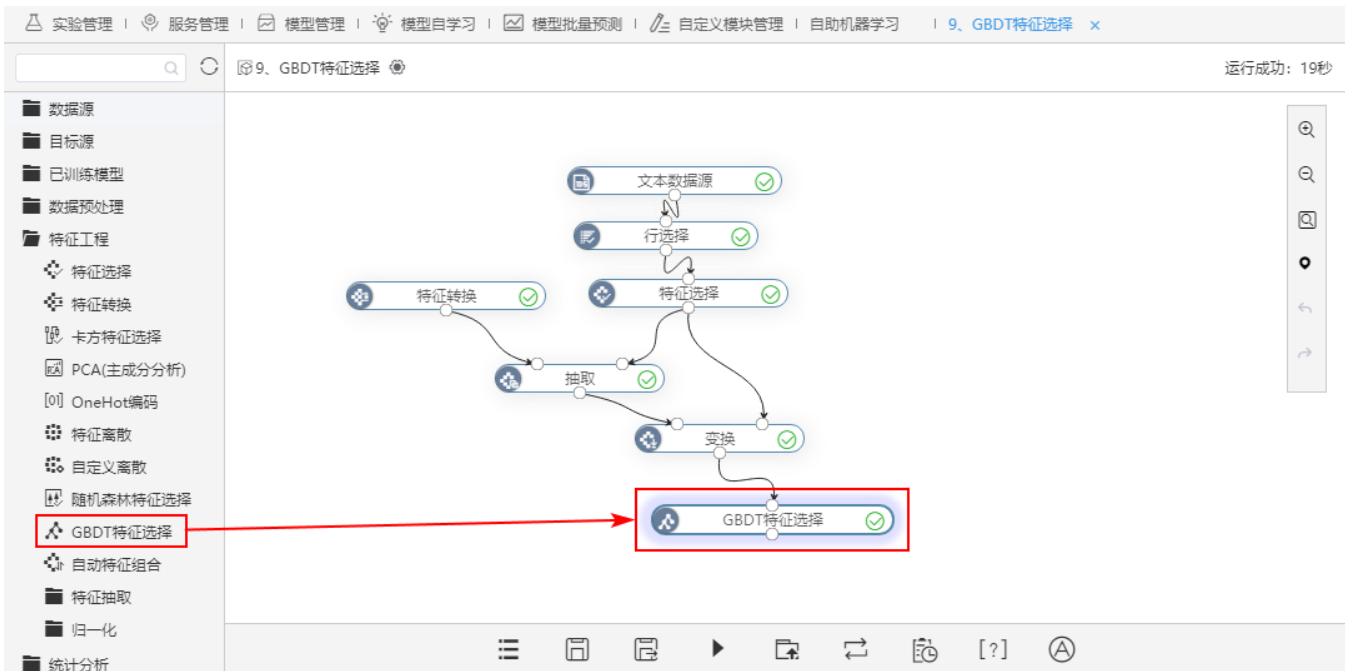 实验管理 服务管理 模型管理 模型自学习 模型批量预测 自定义模块管理 自助机器学习 9、GBDT特征选择 ×
9、GBDT特征选择 运行成功：19秒
数据源
目标源
已训练模型
数据预处理
特征工程
特征选择
特征转换
卡方特征选择
PCA(主成分分析)
[01] OneHot编码
特征离散
自定义离散
随机森林特征选择
GBDT特征选择
自动特征组合
特征抽取
归一化
统计分析
文本数据源
行选择
特征转换 特征选择
抽取
变换
GBDT特征选择
[?] A